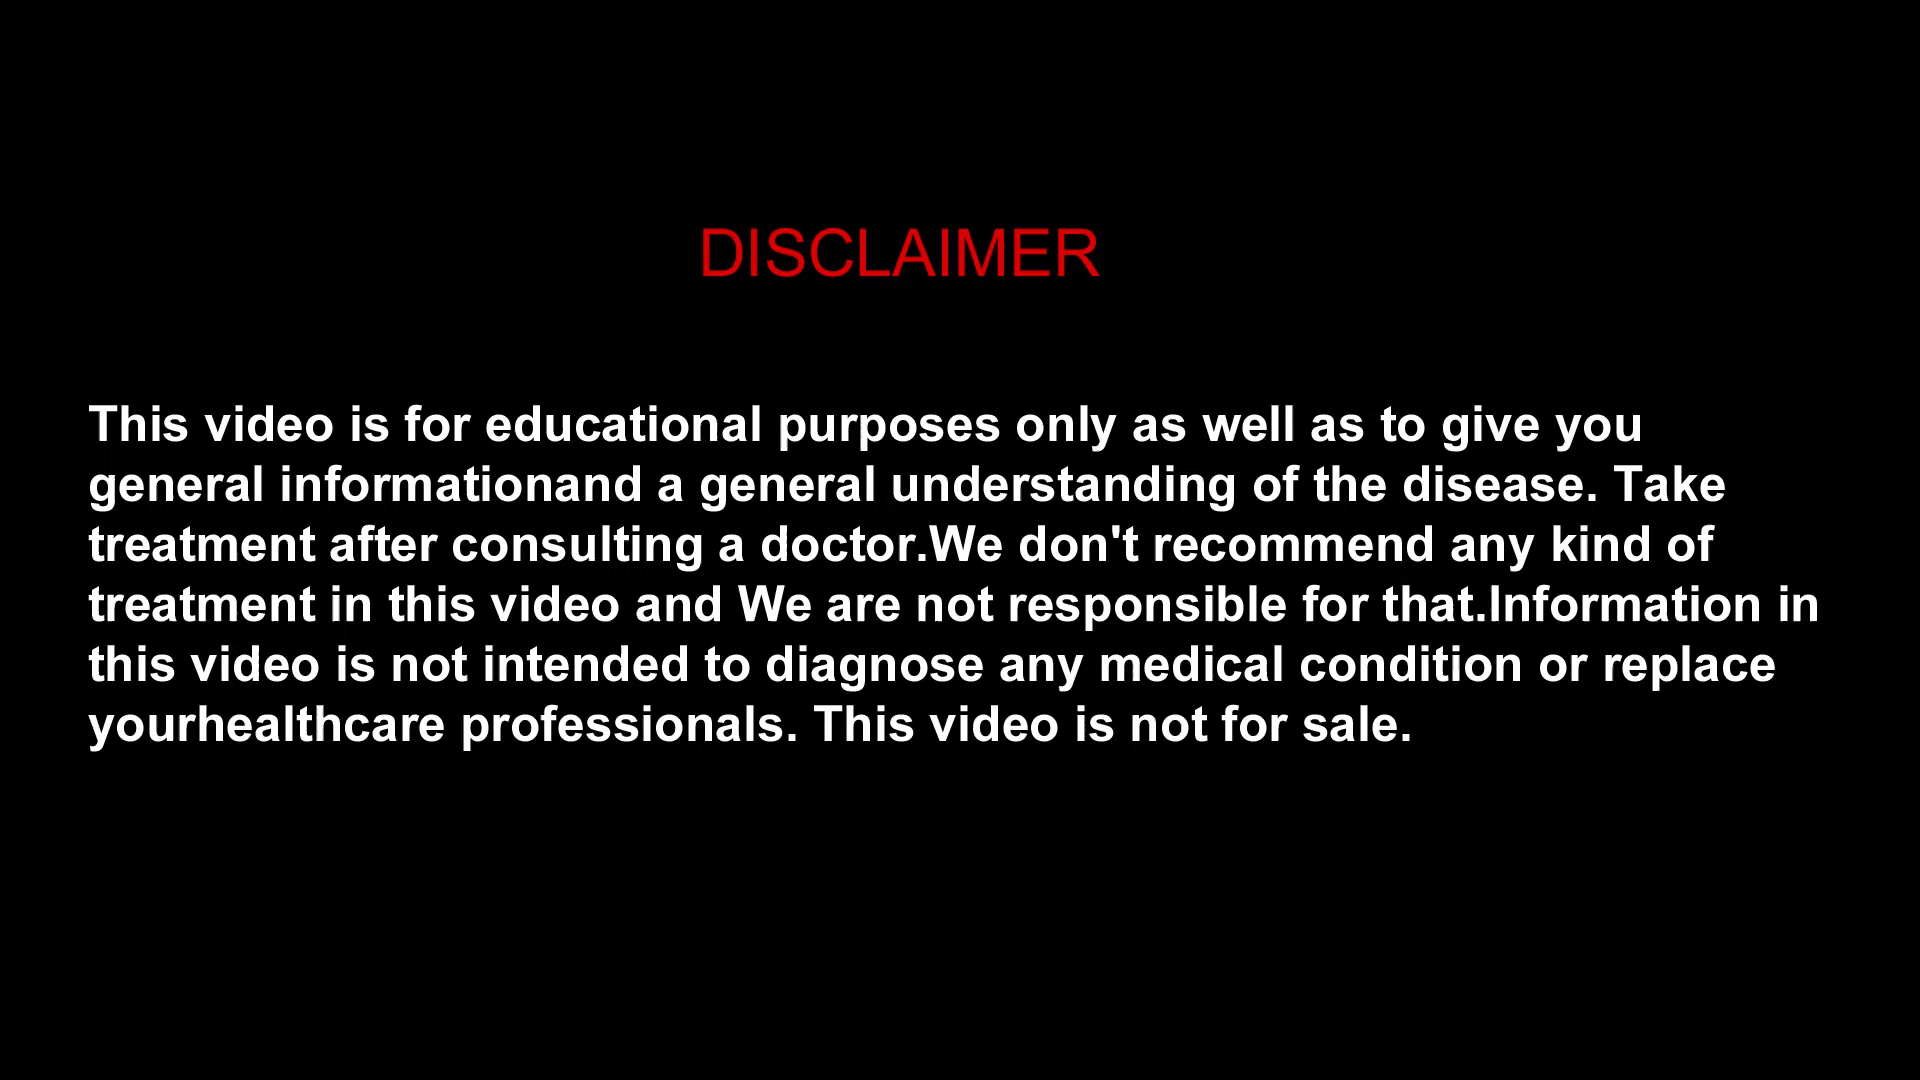 DISCLAIMER
This video is for educational purposes only as well as to give you
general informationand a general understanding of the disease. Take
treatment after consulting a doctor.We don't recommend any kind of
treatment in this video and We are not responsible for that.Information in
this video is not intended to diagnose any medical condition or replace
yourhealthcare professionals. This video is not for sale.